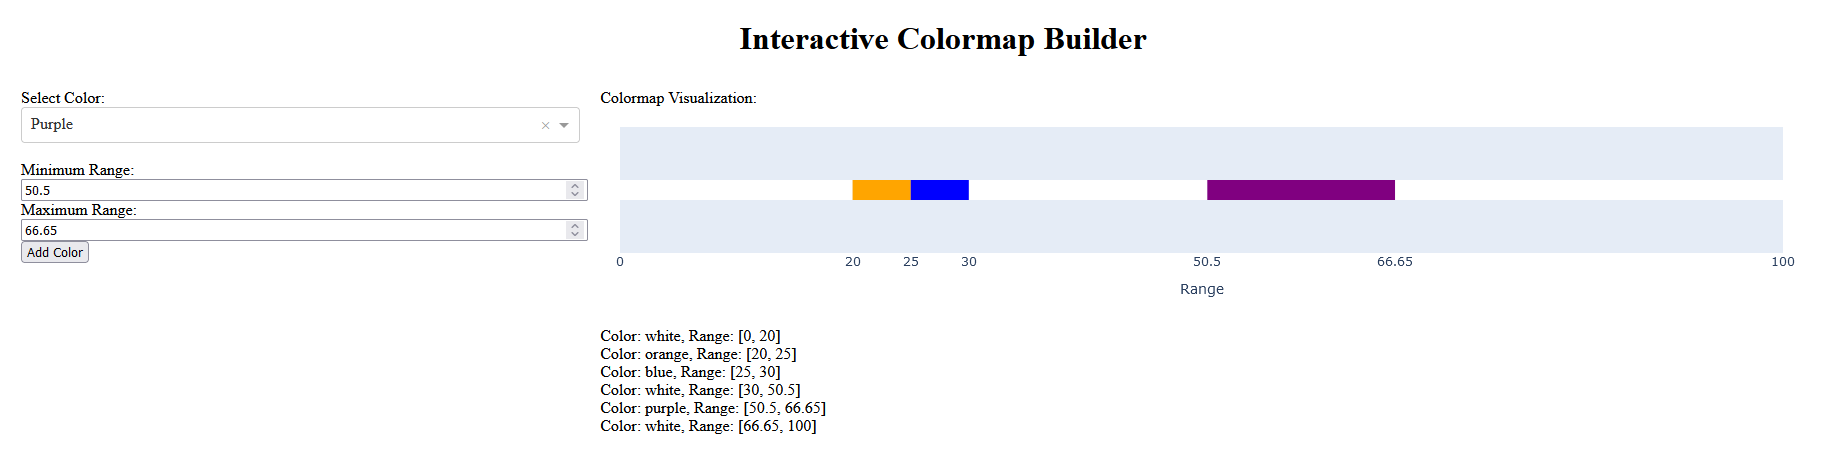 Interactive Colormap Builder
Select Color:
Purple
Minimum Range:
50.5
Maximum Range:
66.65
Add Color
Colormap Visualization:
0 20 25 30 50.5 66.65 100
Range
Color: white, Range: [0, 20]
Color: orange, Range: [20, 25]
Color: blue, Range: [25, 30]
Color: white, Range: [30, 50.5]
Color: purple, Range: [50.5, 66.65]
Color: white, Range: [66.65, 100]